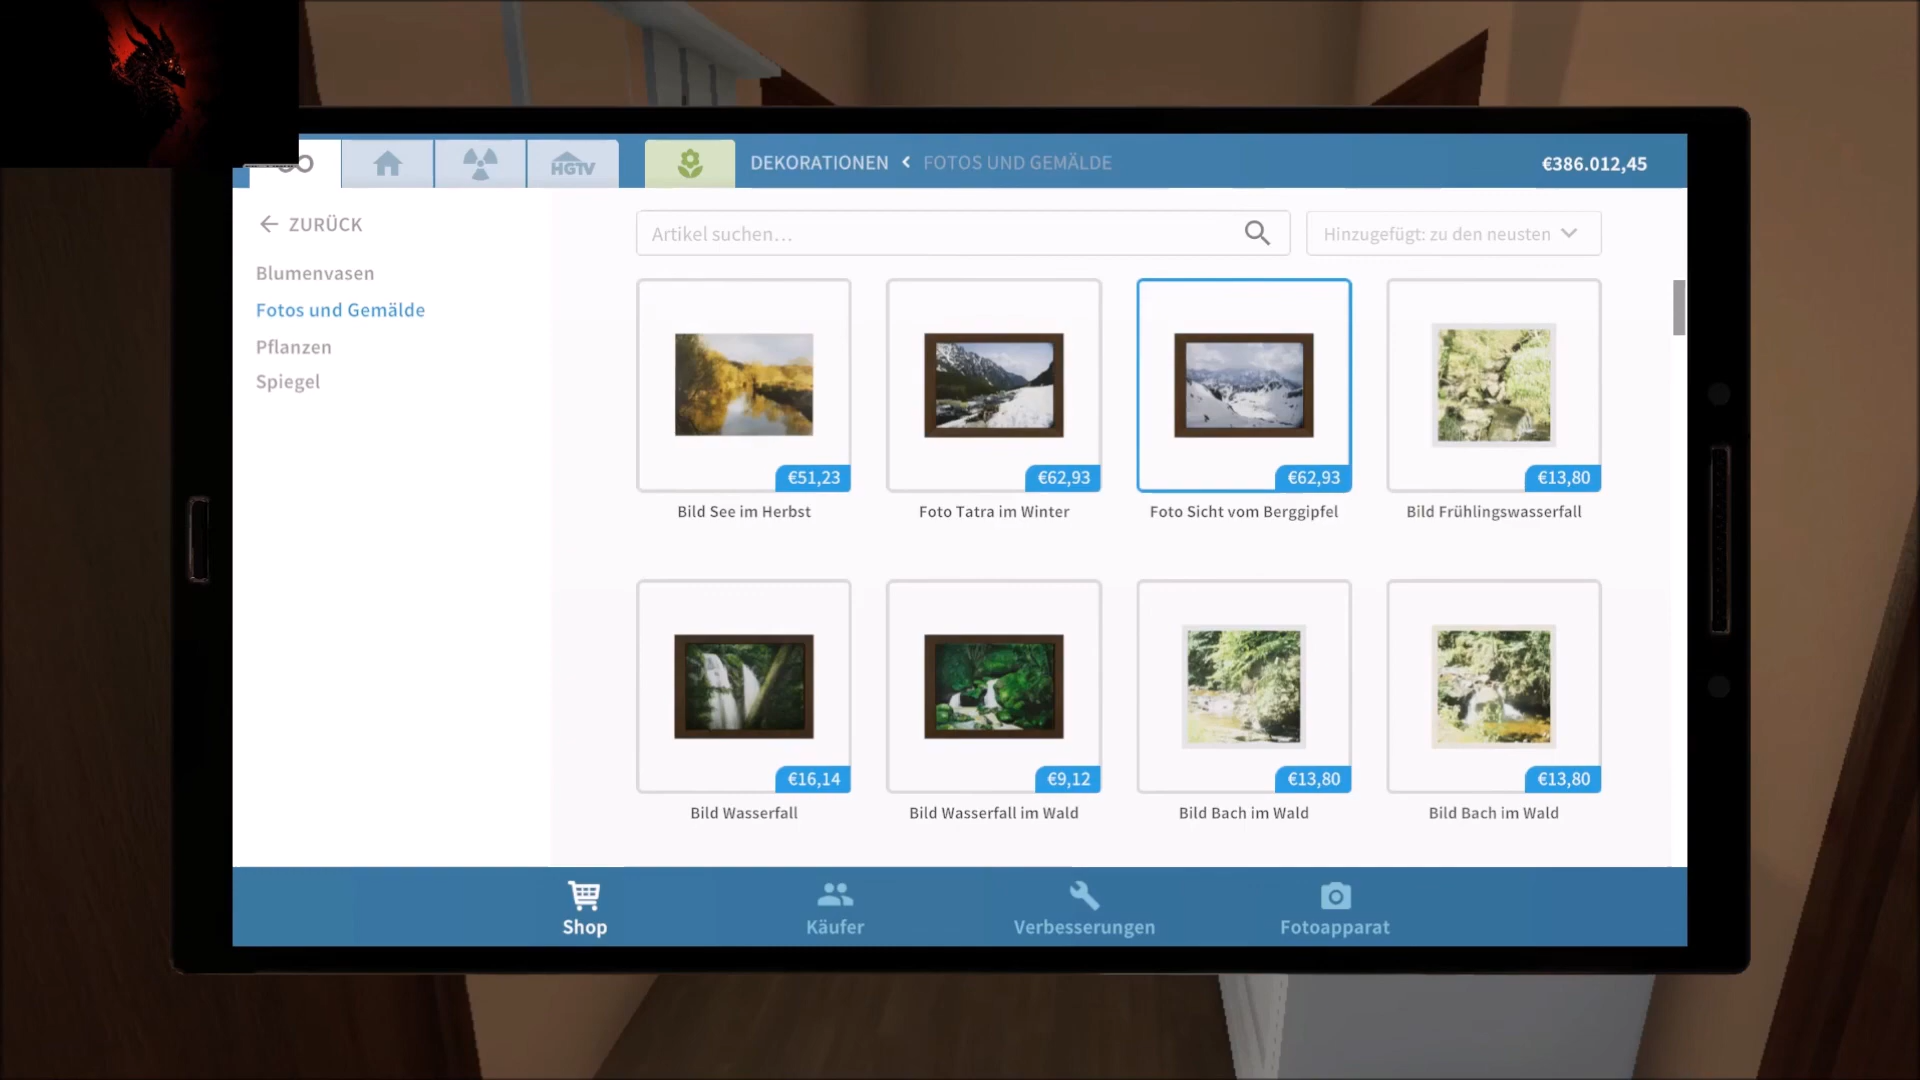 HGTV
DEKORATIONEN < FOTOS UND GEMÄLDE
€386.012,45
← ZURÜCK
Blumenvasen
Fotos und Gemälde
Pflanzen
Spiegel
Artikel suchen...
Hinzugefügt: zu den neusten
€51,23
€62,93
€62,93
€13,80
Bild See im Herbst
Foto Tatra im Winter
Foto Sicht vom Berggipfel
Bild Frühlingswasserfall
€16,14
€9,12
€13,80
€13,80
Bild Wasserfall
Bild Wasserfall im Wald
Bild Bach im Wald
Bild Bach im Wald
Shop
Käufer
Verbesserungen
Fotoapparat